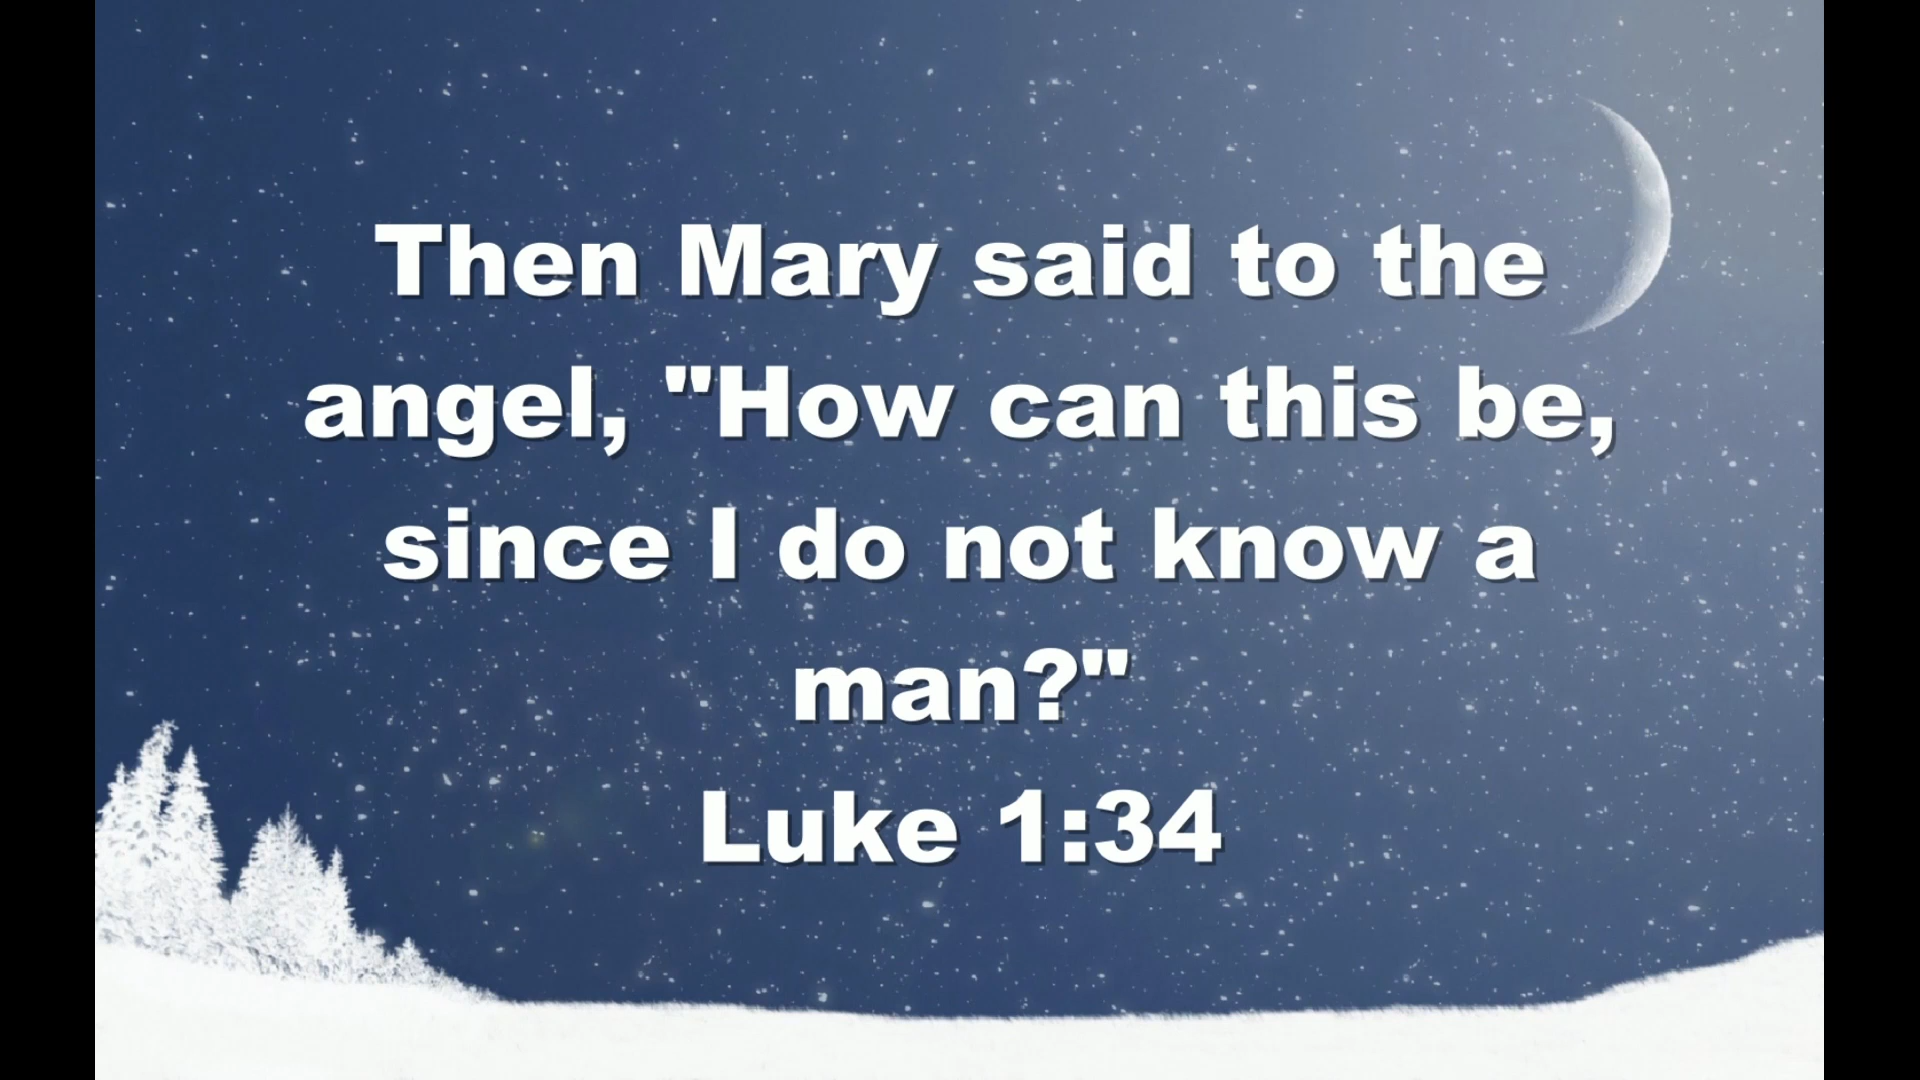 Then Mary said to the
angel, "How can this be,
since I do not know a
man?"
Luke 1:34